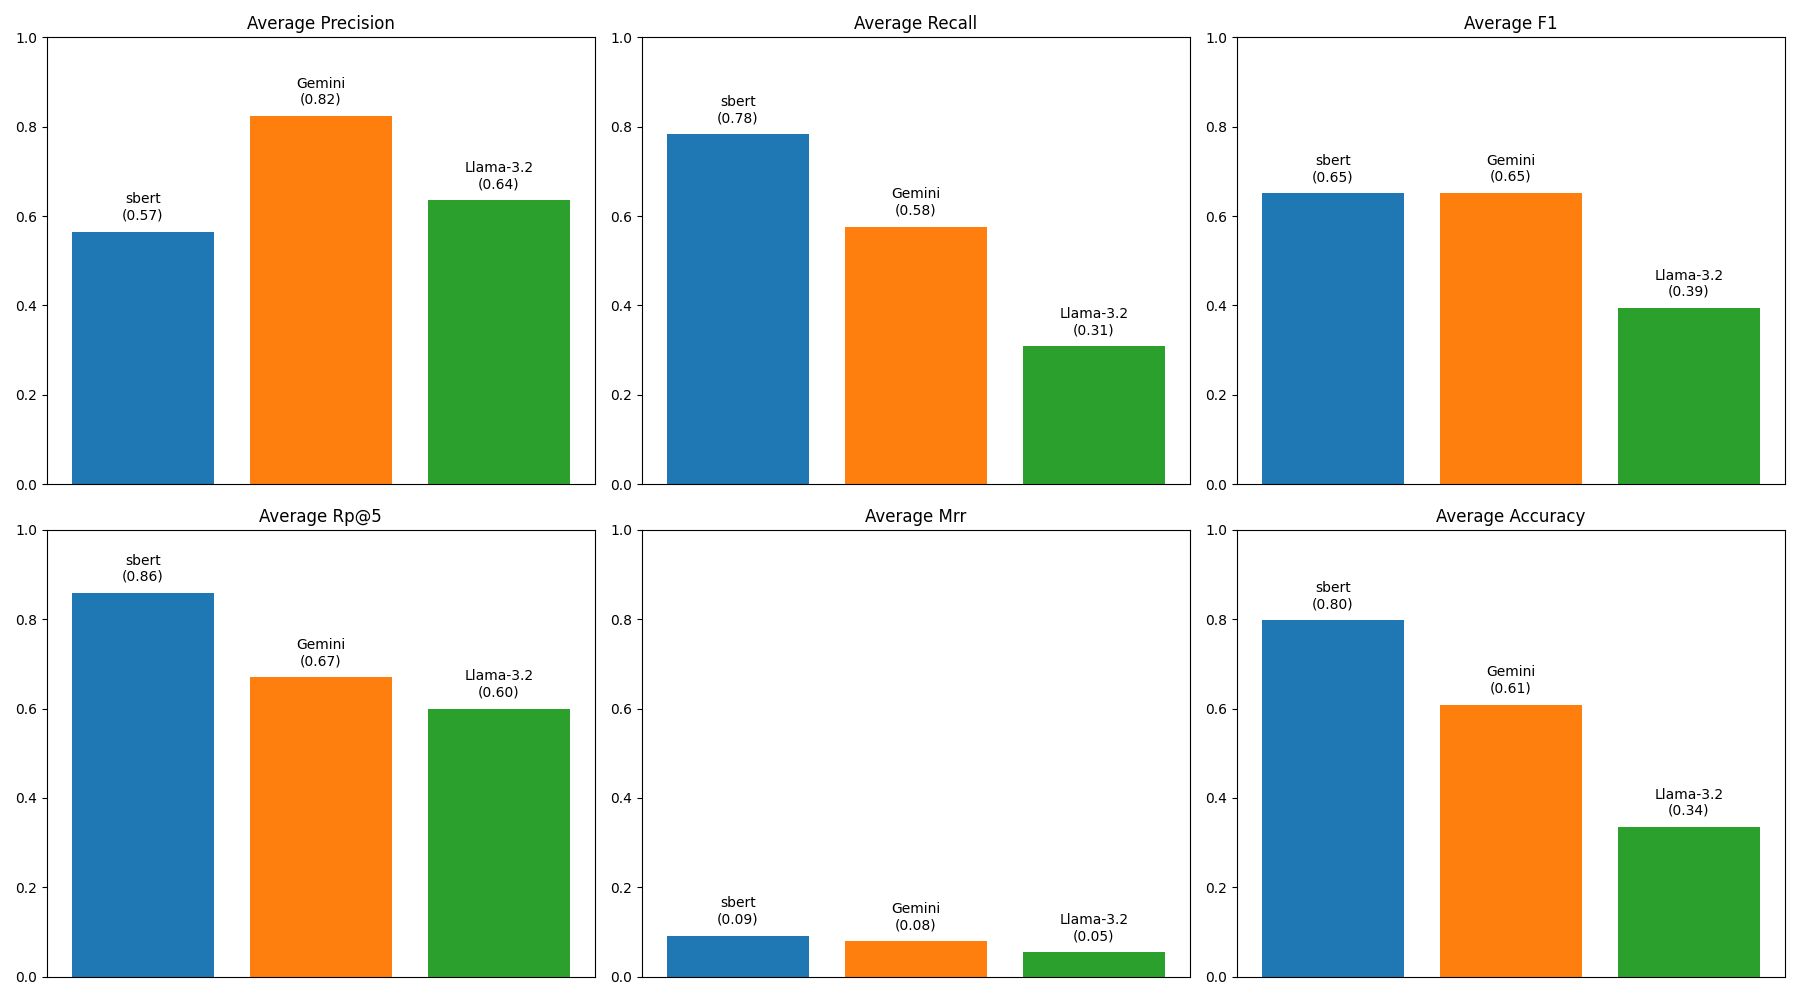 Average Precision
1.0
0.8
0.6
0.4
0.2
0.0
sbert
(0.57)
Gemini
(0.82)
Llama-3.2
(0.64)
Average Recall
1.0
0.8
0.6
0.4
0.2
0.0
sbert
(0.78)
Gemini
(0.58)
Llama-3.2
(0.31)
Average F1
1.0
0.8
0.6
0.4
0.2
0.0
sbert
(0.65)
Gemini
(0.65)
Llama-3.2
(0.39)
Average Rp@5
1.0
0.8
0.6
0.4
0.2
0.0
sbert
(0.86)
Gemini
(0.67)
Llama-3.2
(0.60)
Average Mrr
1.0
0.8
0.6
0.4
0.2
0.0
sbert
(0.09)
Gemini
(0.08)
Llama-3.2
(0.05)
Average Accuracy
1.0
0.8
0.6
0.4
0.2
0.0
sbert
(0.80)
Gemini
(0.61)
Llama-3.2
(0.34)